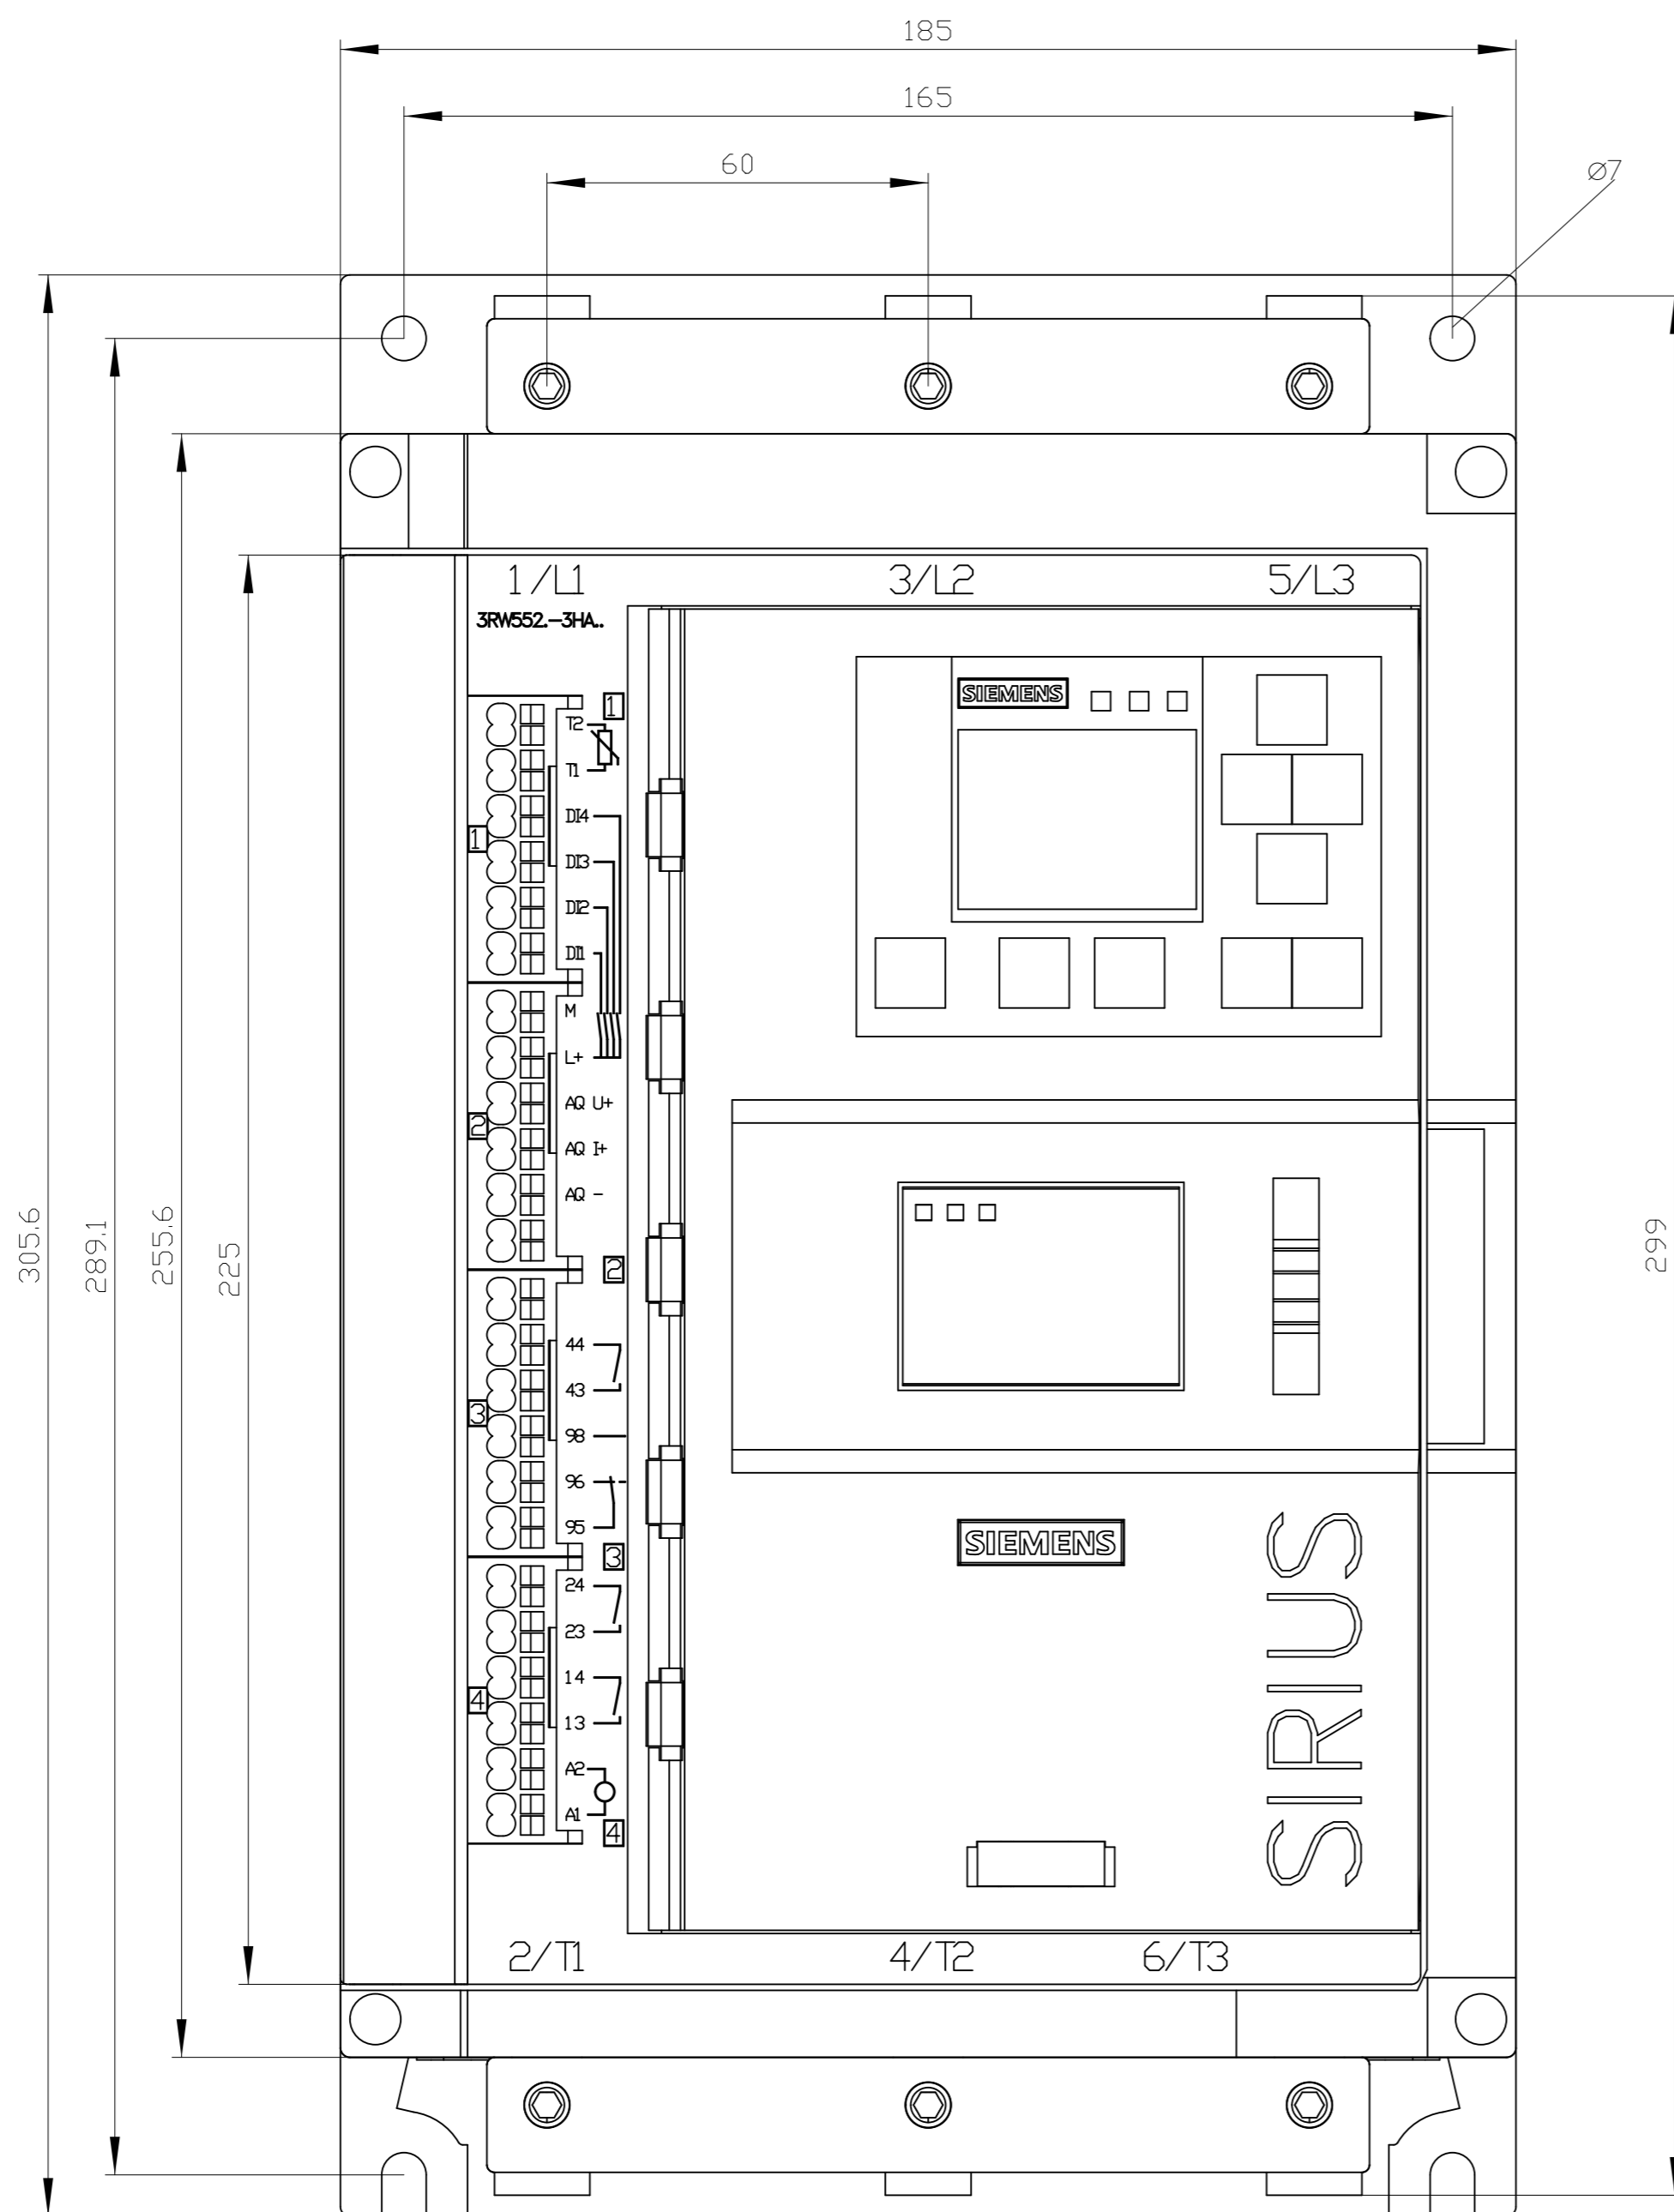 185
165
60
Ø7
1/L1 3/L2 5/L3
3RW552.-3HA..
SIEMENS
1
T2
T1
1
DI4
DI3
DI2
DI1
M
L+
AQ U+
2
AQ I+
AQ -
2
44
43
3
98
96
95
3
24
23
14
4
13
A2
A1
4
SIEMENS
SIRIUS
2/T1 4/T2 6/T3
305.6
289.1
255.6
225
299